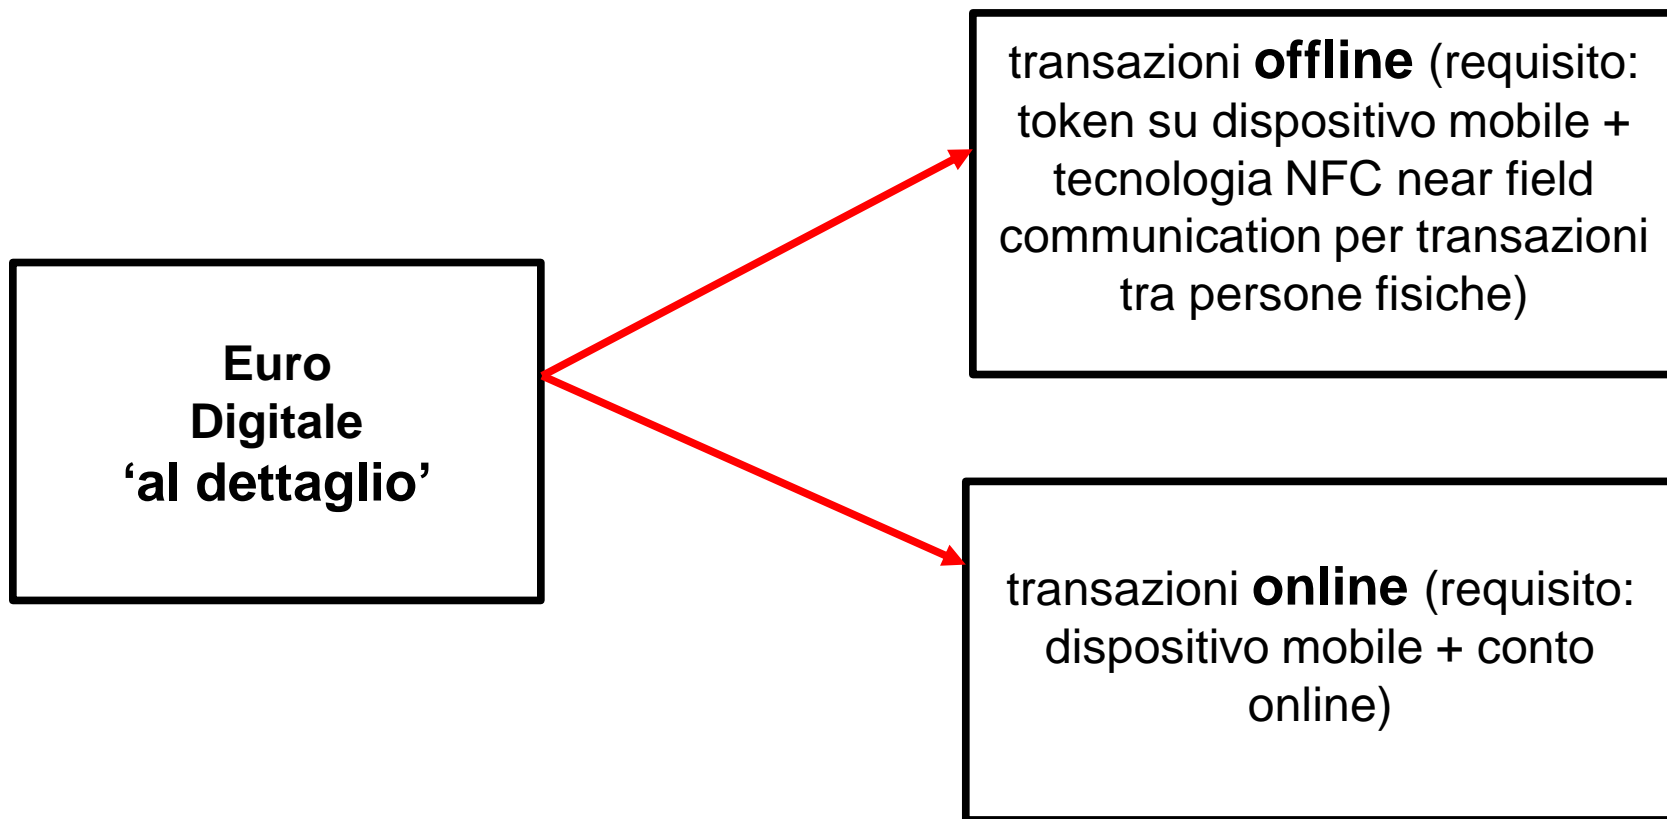 Euro
Digitale
‘al dettaglio’
transazioni offline (requisito:
token su dispositivo mobile +
tecnologia NFC near field
communication per transazioni
tra persone fisiche)
transazioni online (requisito:
dispositivo mobile + conto
online)